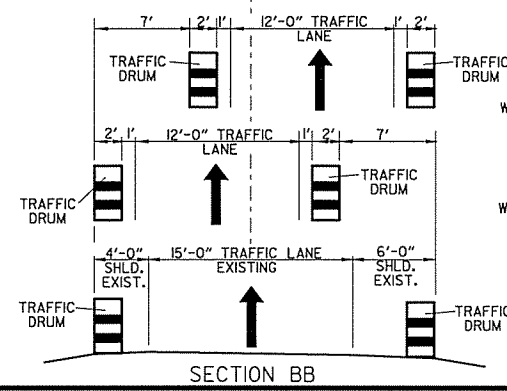 7' 2' 1' 12'-0" TRAFFIC LANE 1' 2'
TRAFFIC DRUM
TRAFFIC DRUM
W
2' 1' 12'-0" TRAFFIC LANE 1' 2' 7'
TRAFFIC DRUM
TRAFFIC DRUM
W
4'-0" SHLD. EXIST.
15'-0" TRAFFIC LANE EXISTING
6'-0" SHLD. EXIST.
TRAFFIC DRUM
TRAFFIC DRUM
SECTION BB